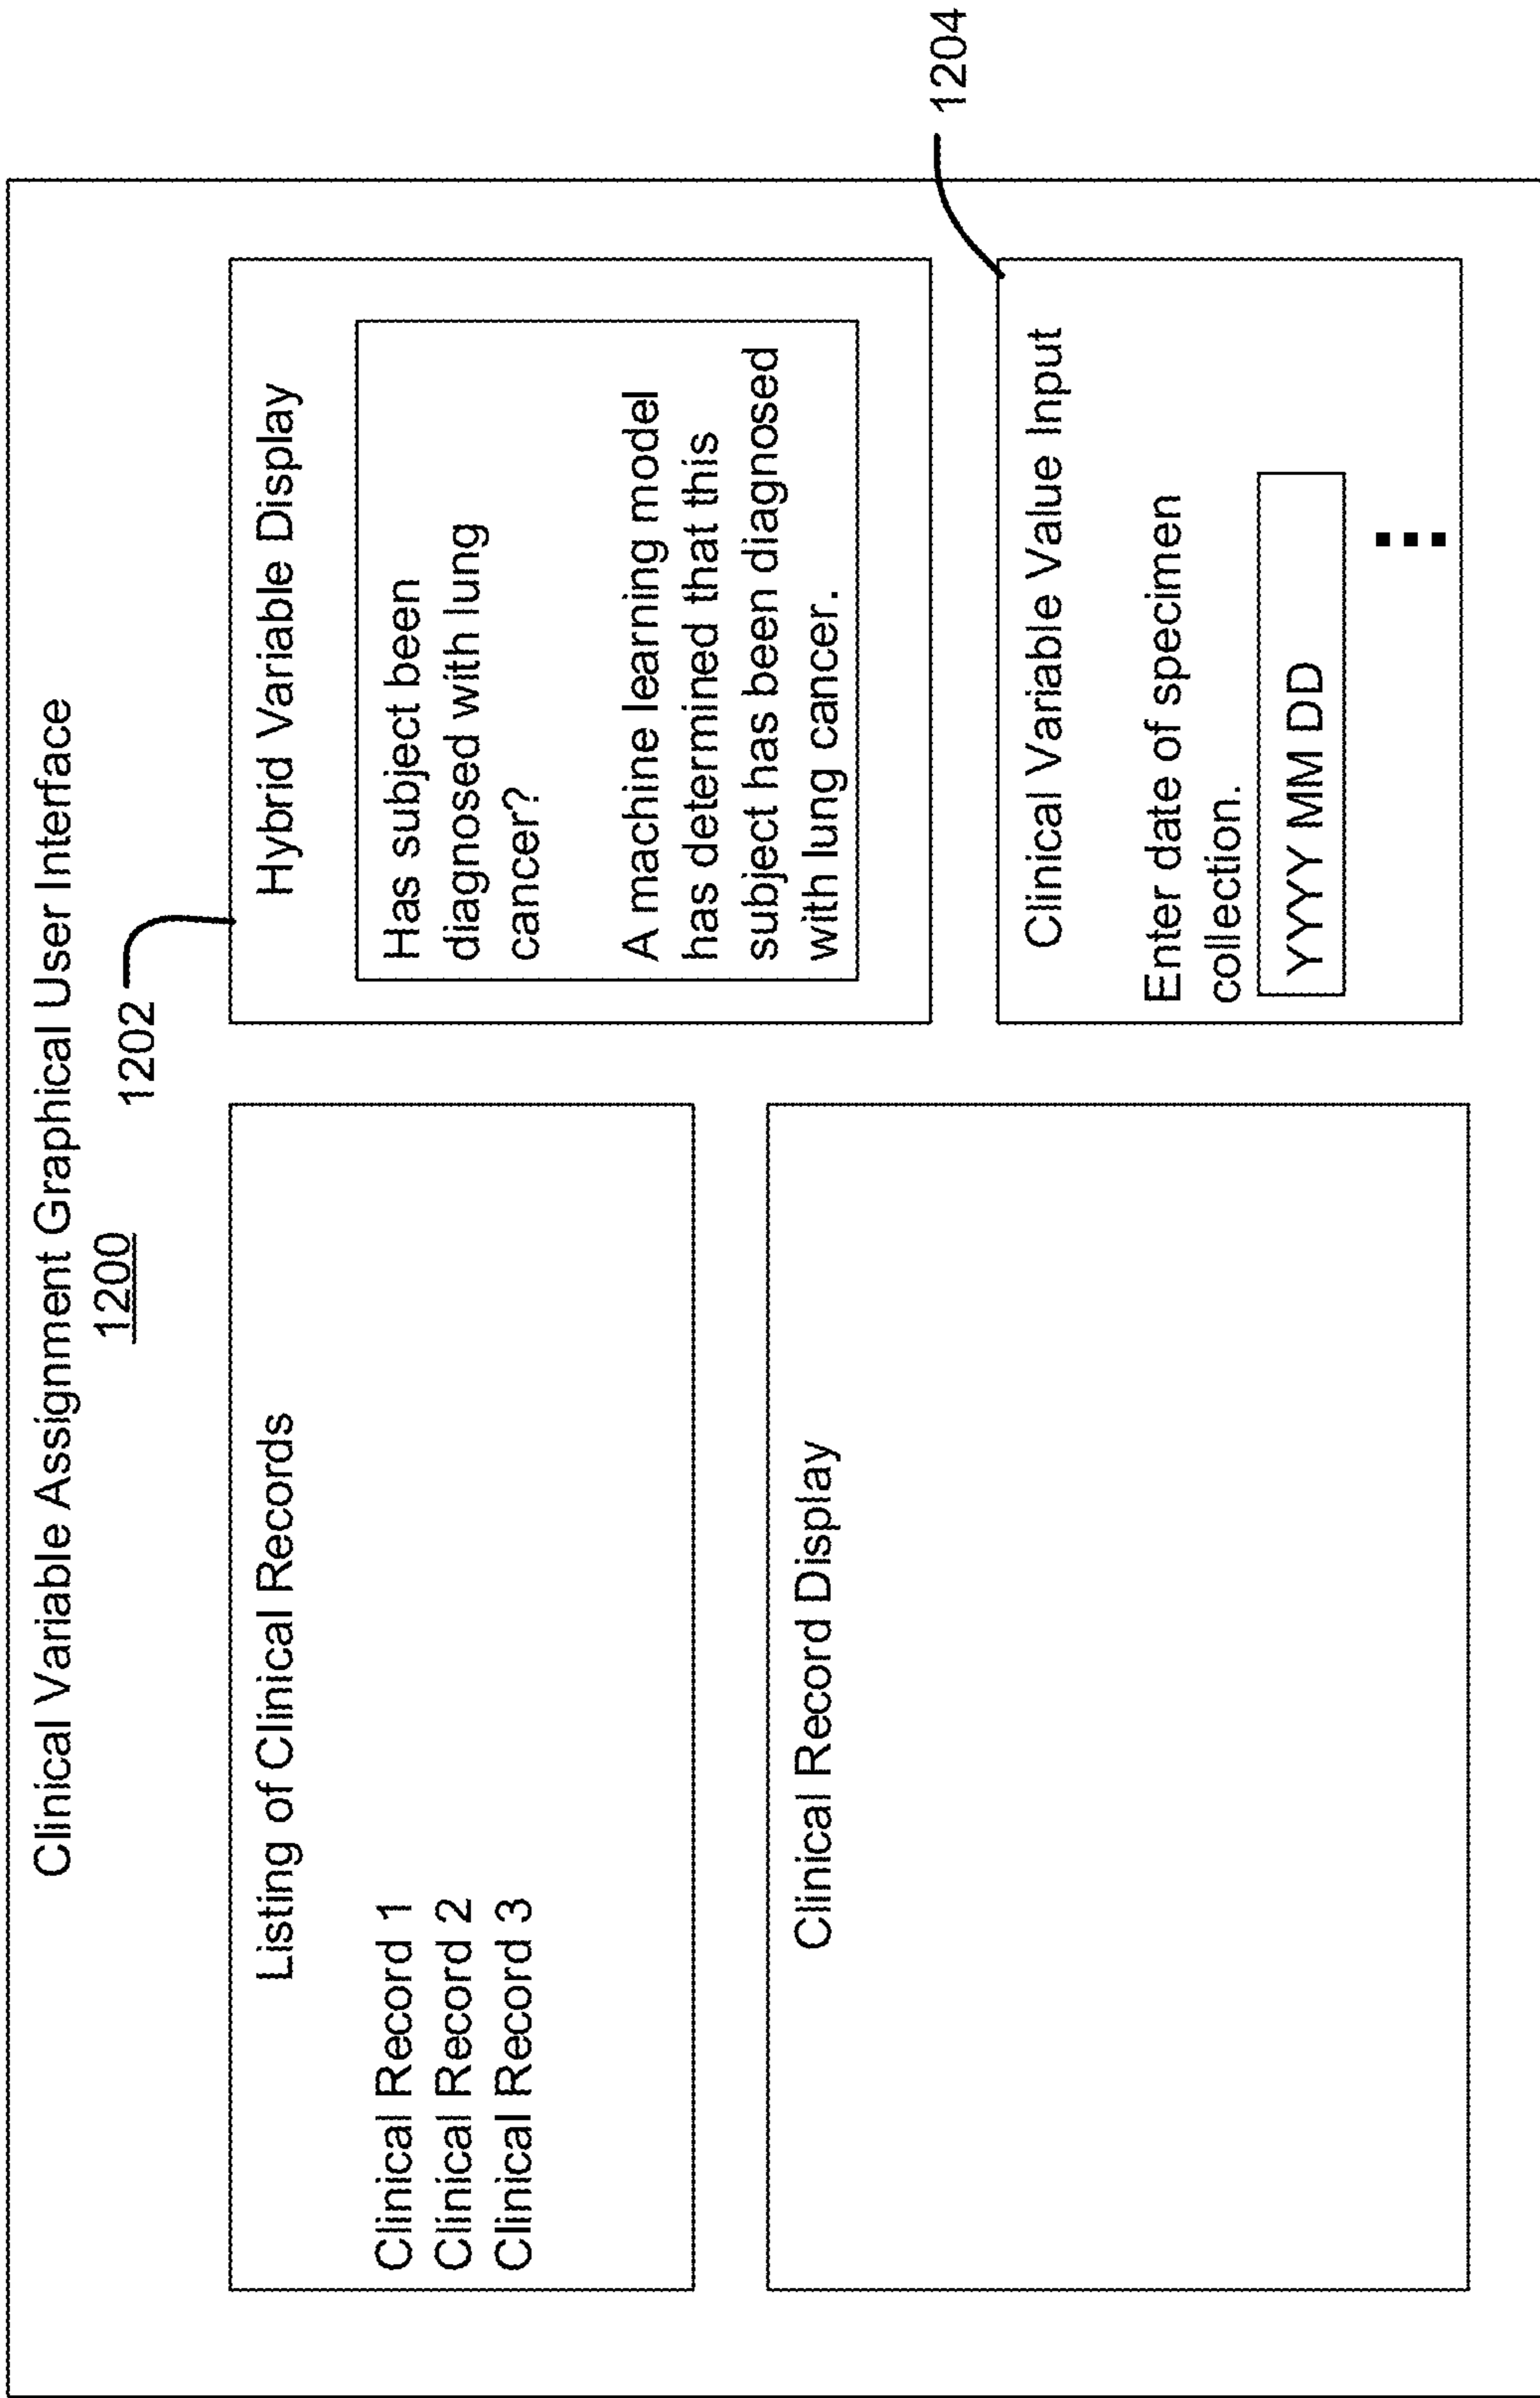 Clinical Variable Assignment Graphical User Interface
1200
1202
Listing of Clinical Records
Clinical Record 1
Clinical Record 2
Clinical Record 3
Clinical Record Display
Hybrid Variable Display
Has subject been
diagnosed with lung
cancer?
A machine learning model
has determined that this
subject has been diagnosed
with lung cancer.
1204
Clinical Variable Value Input
Enter date of specimen
collection.
YYYY MM DD